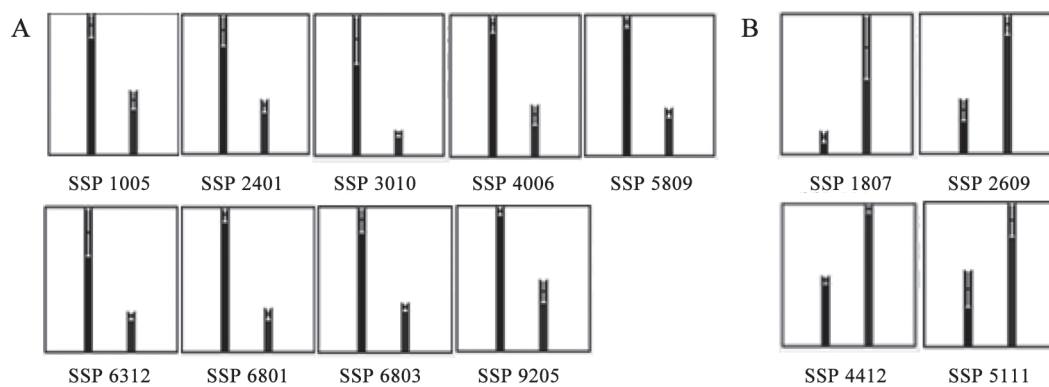 A
B
SSP 1005 SSP 2401 SSP 3010 SSP 4006 SSP 5809
SSP 1807 SSP 2609
SSP 6312 SSP 6801 SSP 6803 SSP 9205
SSP 4412 SSP 5111